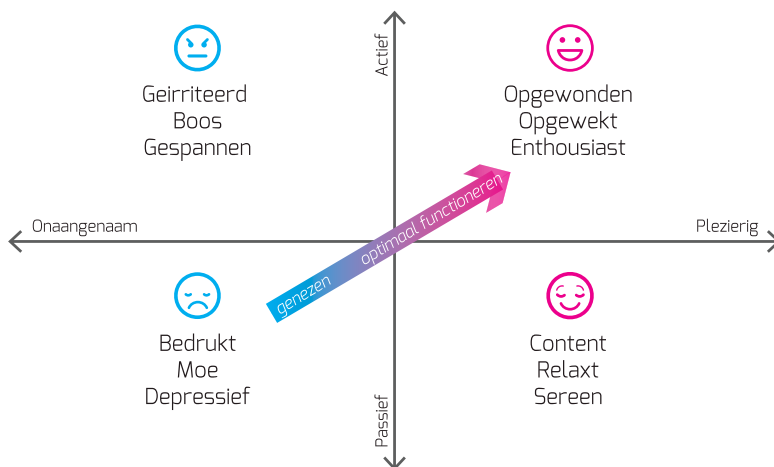 Actief
Geirriteerd
Boos
Gespannen
Opgewonden
Opgewekt
Enthousiast
Onaangenaam
Plezierig
genezen optimaal functioneren
Bedrukt
Moe
Depressief
Content
Relaxt
Sereen
Passief